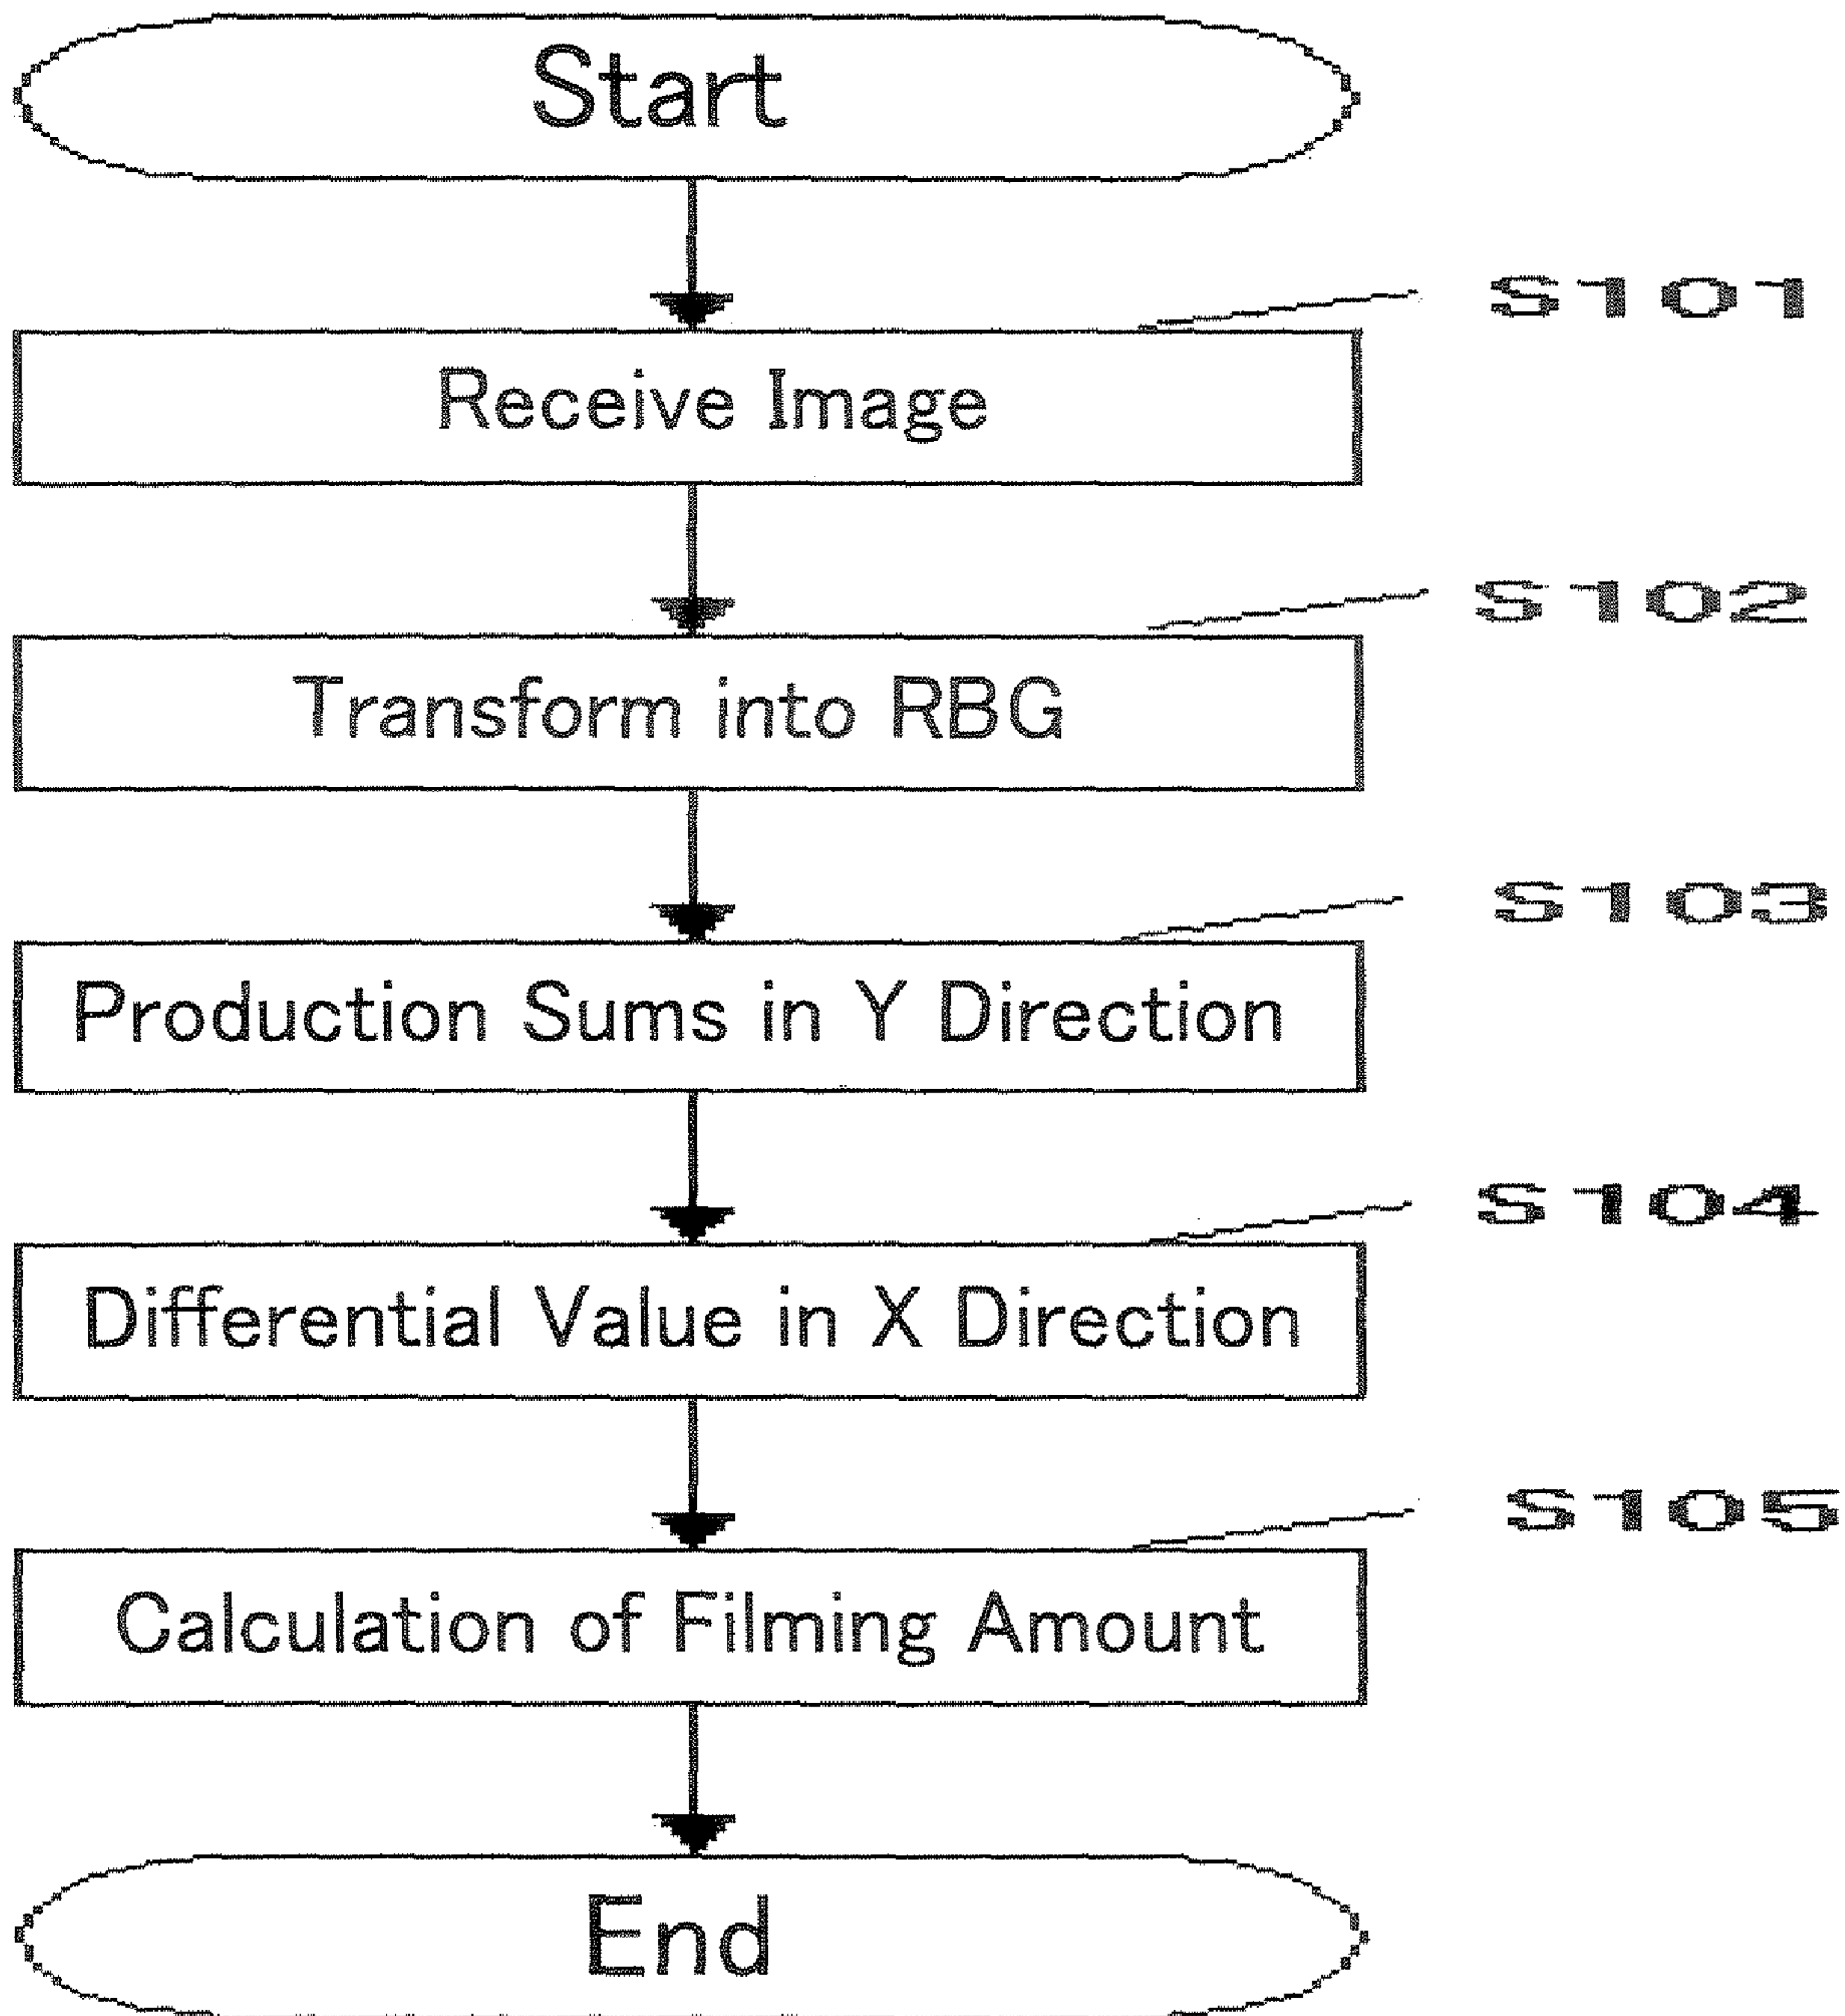 Start
S101
Receive Image
S102
Transform into RBG
S103
Production Sums in Y Direction
S104
Differential Value in X Direction
S105
Calculation of Filming Amount
End